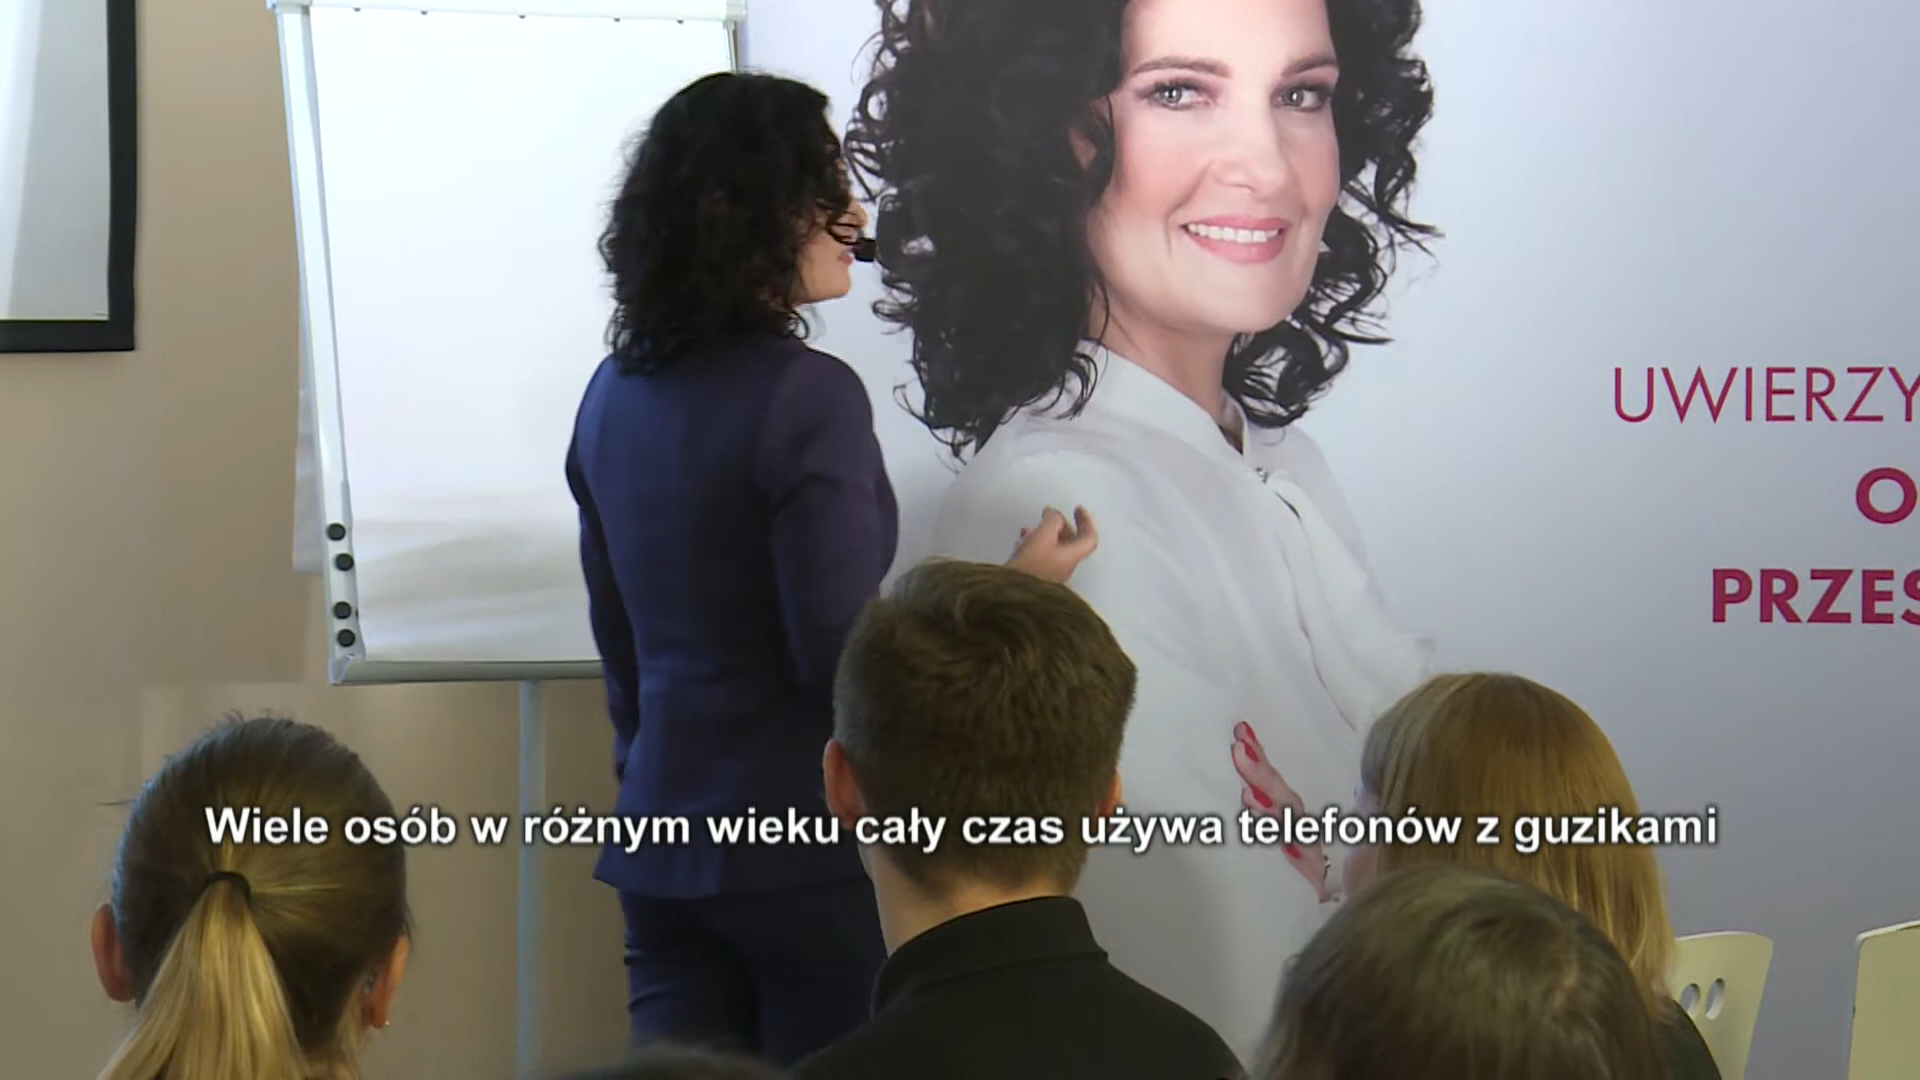 UWIERZY
O
PRZES
Wiele osób w różnym wieku cały czas używa telefonów z guzikami